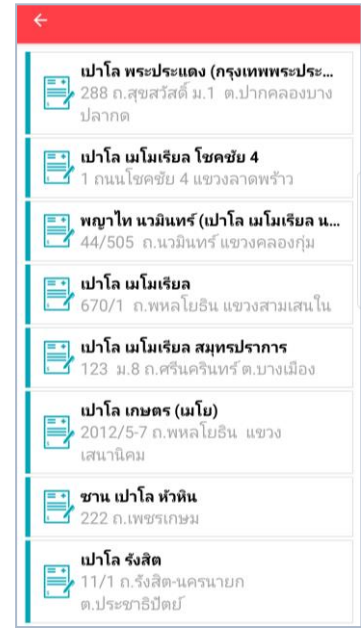 เปาโล พระประแดง (กรุงเทพพระประ...
288 ถ.สุขสวัสดิ์ ม.1 ต.ปากคลองบาง
ปลากด
เปาโล เมโมเรียล โชคชัย 4
1 ถนนโชคชัย 4 แขวงลาดพร้าว
พญาไท นวมินทร์ (เปาโล เมโมเรียล น...
44/505 ถ.นวมินทร์ แขวงคลองกุ่ม
เปาโล เมโมเรียล
670/1 ถ.พหลโยธิน แขวงสามเสนใน
เปาโล เมโมเรียล สมุทรปราการ
123 ม.8 ถ.ศรีนครินทร์ ต.บางเมือง
เปาโล เกษตร (เมโย)
2012/5-7 ถ.พหลโยธิน แขวง
เสนานิคม
ซาน เปาโล หัวหิน
222 ถ.เพชรเกษม
เปาโล รังสิต
11/1 ถ.รังสิต-นครนายก
ต.ประชาธิปัตย์